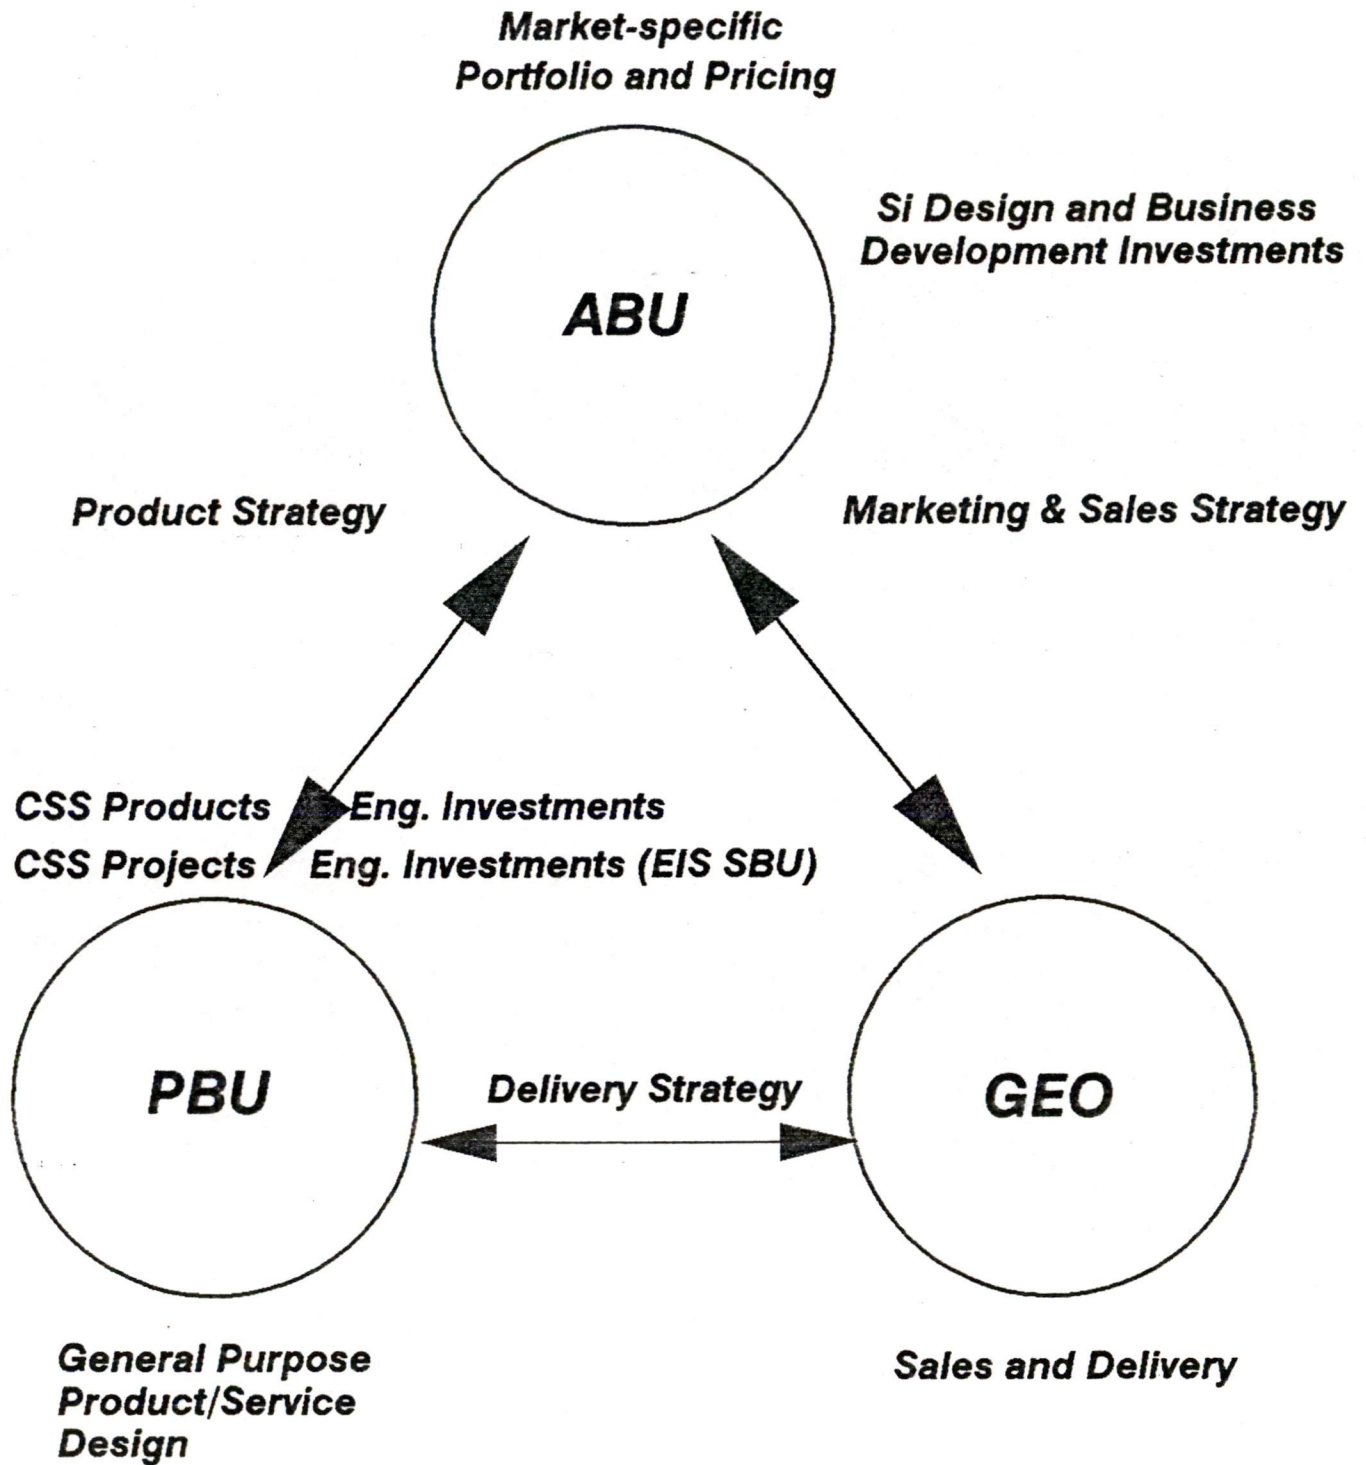 Market-specific
Portfolio and Pricing
Si Design and Business
Development Investments
ABU
Product Strategy
Marketing & Sales Strategy
CSS Products Eng. Investments
CSS Projects Eng. Investments (EIS SBU)
PBU
Delivery Strategy
GEO
General Purpose
Product/Service
Design
Sales and Delivery